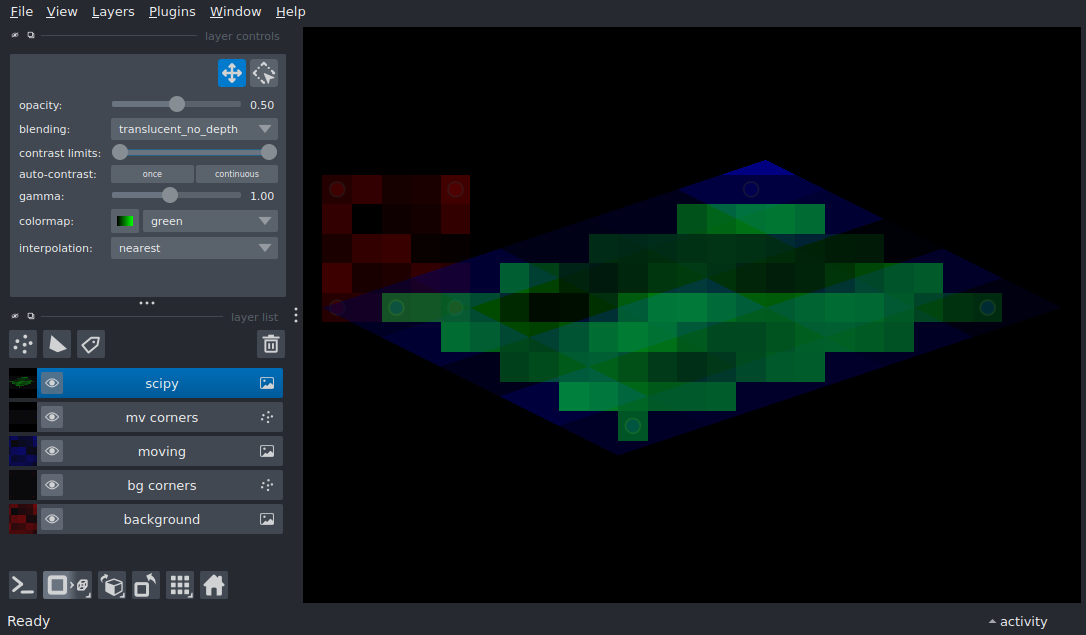 File View Layers Plugins Window Help
layer controls
opacity: 0.50
blending: translucent_no_depth
contrast limits:
auto-contrast: once continuous
gamma: 1.00
colormap: green
interpolation: nearest
layer list
scipy
mv corners
moving
bg corners
background
Ready activity